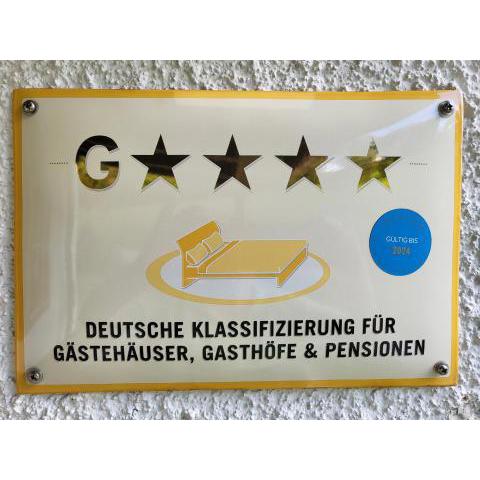 G★★★★
GÜLTIG BIS
2024
DEUTSCHE KLASSIFIZIERUNG FÜR
GÄSTEHÄUSER, GASTHÖFE & PENSIONEN